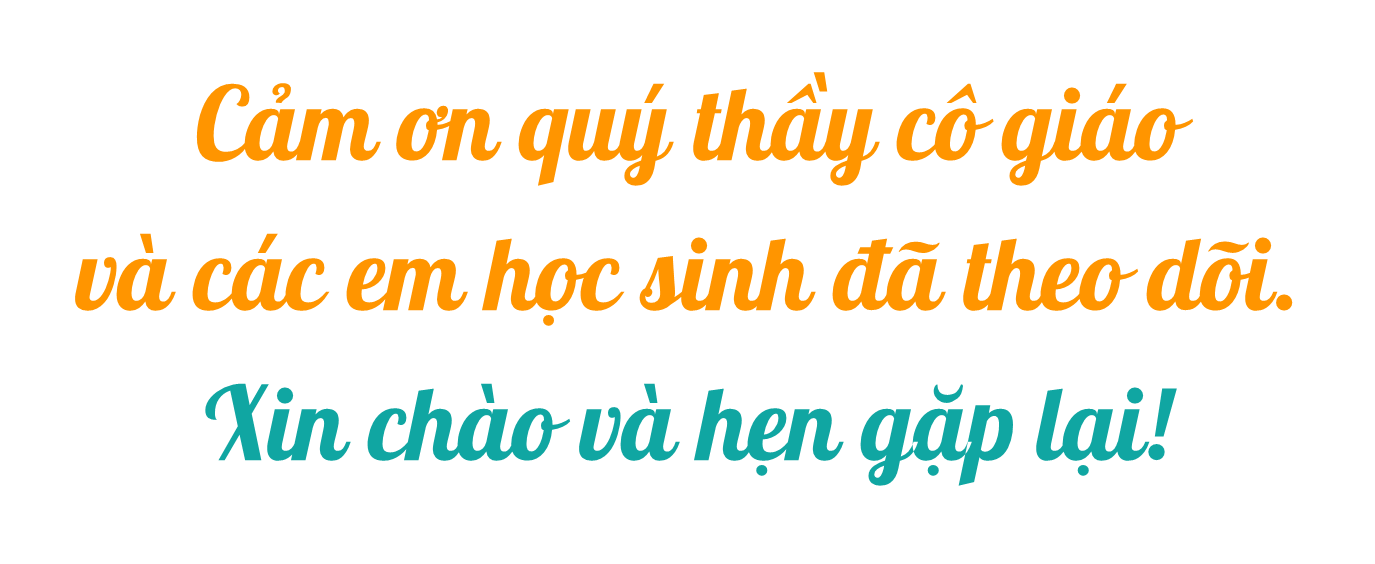 Cảm ơn quý thầy cô giáo
và các em học sinh đã theo dõi.
Xin chào và hẹn gặp lại!